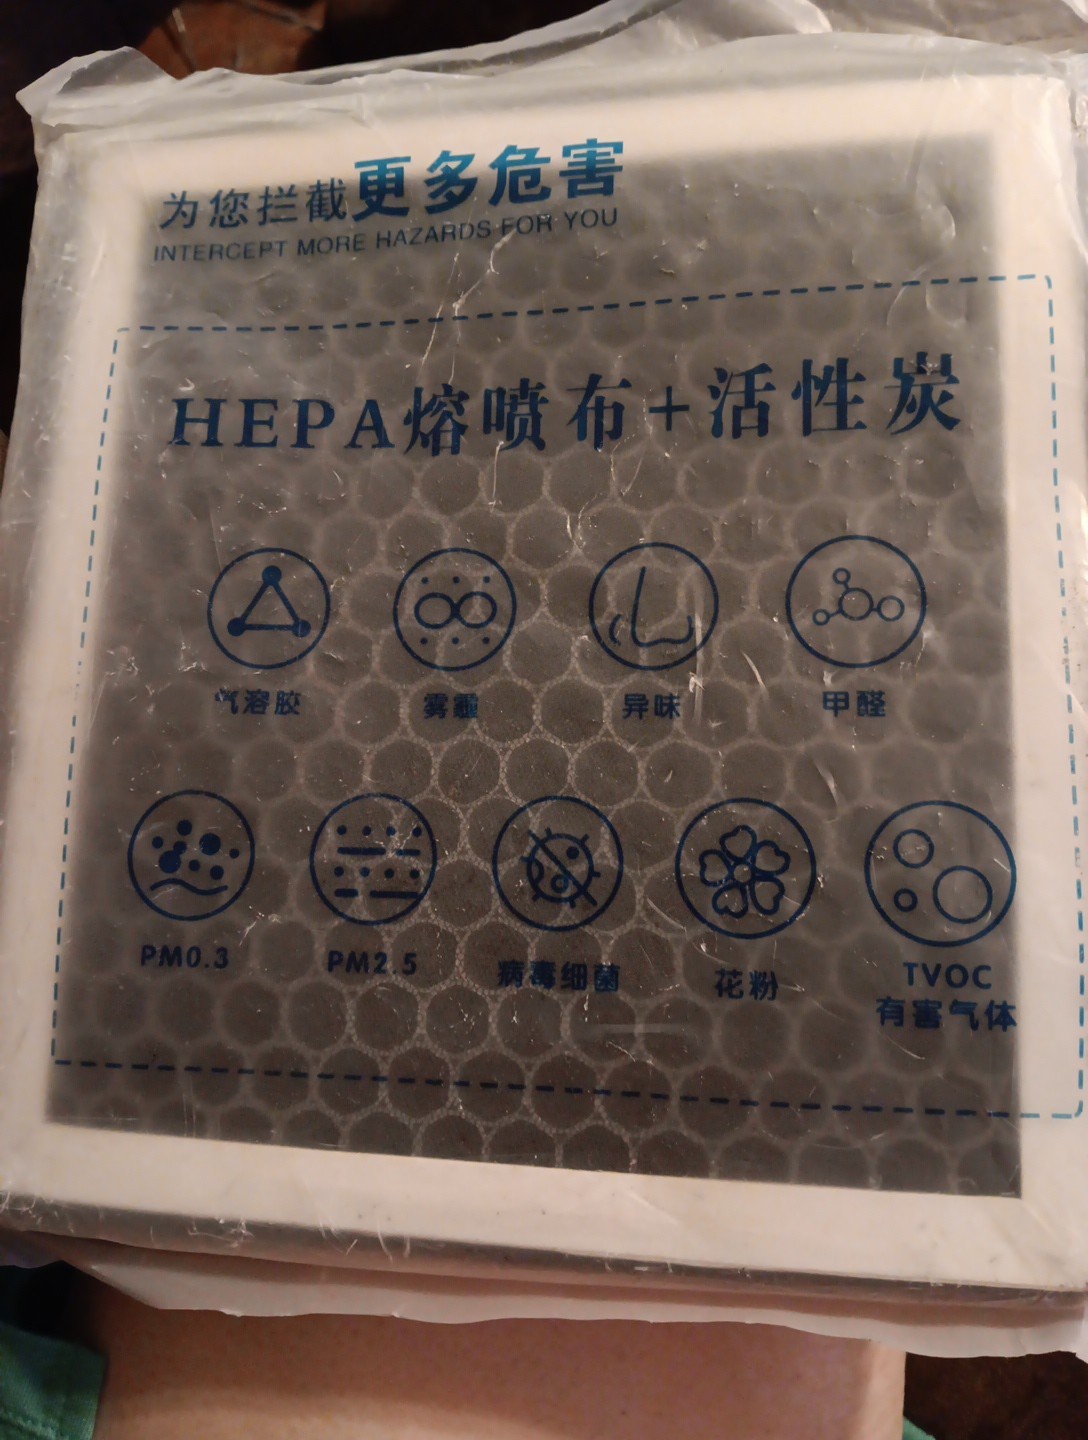 为您拦截更多危害
INTERCEPT MORE HAZARDS FOR YOU
HEPA熔喷布+活性炭
气溶胶
雾霾
异味
甲醛
PM0.3
PM2.5
病毒细菌
花粉
TVOC
有害气体